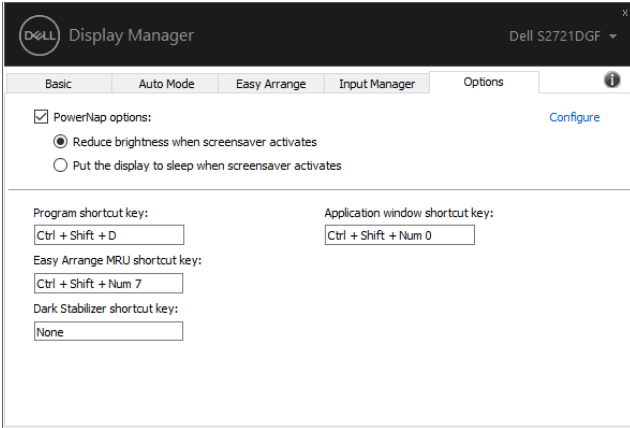 x
DELL Display Manager
Dell S2721DGF
Basic Auto Mode Easy Arrange Input Manager Options
PowerNap options:
Configure
Reduce brightness when screensaver activates
Put the display to sleep when screensaver activates
Program shortcut key:
Application window shortcut key:
Ctrl + Shift + D
Ctrl + Shift + Num 0
Easy Arrange MRU shortcut key:
Ctrl + Shift + Num 7
Dark Stabilizer shortcut key:
None